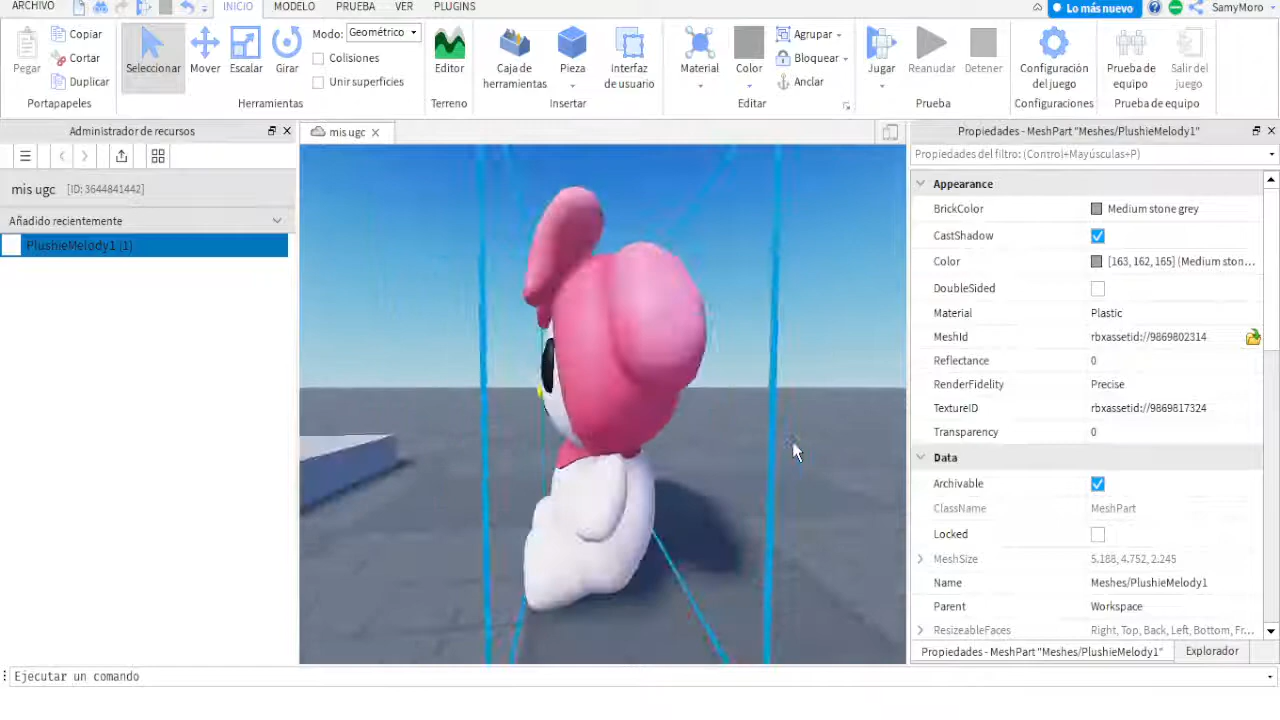 ARCHIVO INICIO MODELO PRUEBA VER PLUGINS Lo más nuevo SamyMoro
Pegar
Copiar
Cortar
Duplicar
Portapapeles
Seleccionar
Mover
Escalar
Girar
Modo: Geométrico
Colisiones
Unir superficies
Herramientas
Editor
Terreno
Caja de herramientas
Pieza
Interfaz de usuario
Insertar
Material
Color
Agrupar
Bloquear
Anclar
Editar
Jugar
Reanudar
Detener
Prueba
Configuración del juego
Configuraciones
Prueba de equipo
Salir del juego
Prueba de equipo
Administrador de recursos
mis ugc [ID: 3644841442]
Añadido recientemente
PlushieMelody1 (1)
mis ugc
Propiedades - MeshPart "Meshes/PlushieMelody1"
Propiedades del filtro: (Control+Mayúsculas+P)
Appearance
BrickColor Medium stone grey
CastShadow
Color [163, 162, 165] (Medium ston...
DoubleSided
Material Plastic
MeshId rbxassetid://9869802314
Reflectance 0
RenderFidelity Precise
TextureID rbxassetid://9869817324
Transparency 0
Data
Archivable
ClassName MeshPart
Locked
MeshSize 5.188, 4.752, 2.245
Name Meshes/PlushieMelody1
Parent Workspace
ResizeableFaces Right, Top, Back, Left, Bottom, Fr...
Propiedades - MeshPart "Meshes/PlushieMelody1" Explorador
Ejecutar un comando